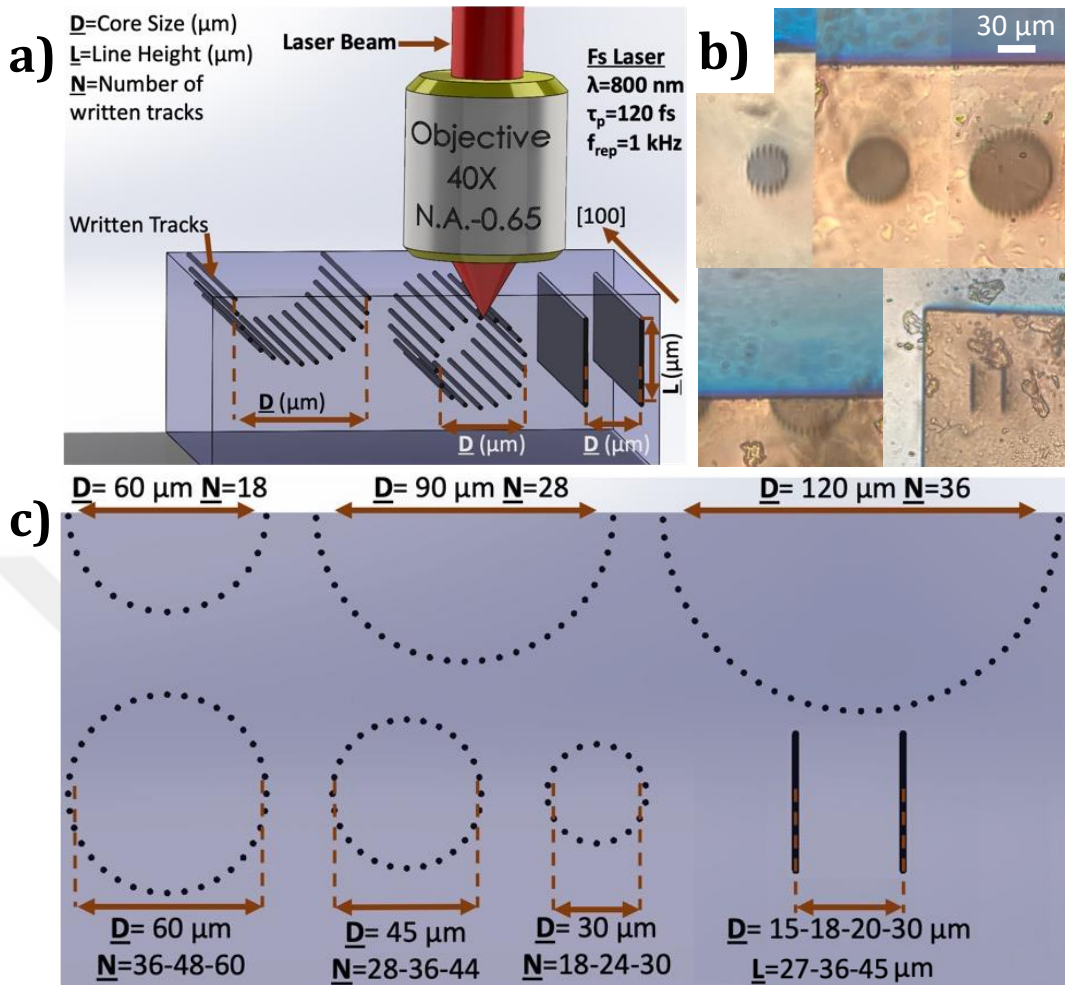 a)
D=Core Size (μm)
L=Line Height (μm)
N=Number of
written tracks
Laser Beam
Fs Laser
λ=800 nm
τp=120 fs
frep=1 kHz
Objective
40X
N.A.-0.65
Written Tracks
[100]
D (μm)
D (μm)
D (μm)
L (μm)
b)
30 μm
c)
D= 60 μm N=18
D= 90 μm N=28
D= 120 μm N=36
D= 60 μm
N=36-48-60
D= 45 μm
N=28-36-44
D= 30 μm
N=18-24-30
D= 15-18-20-30 μm
L=27-36-45 μm